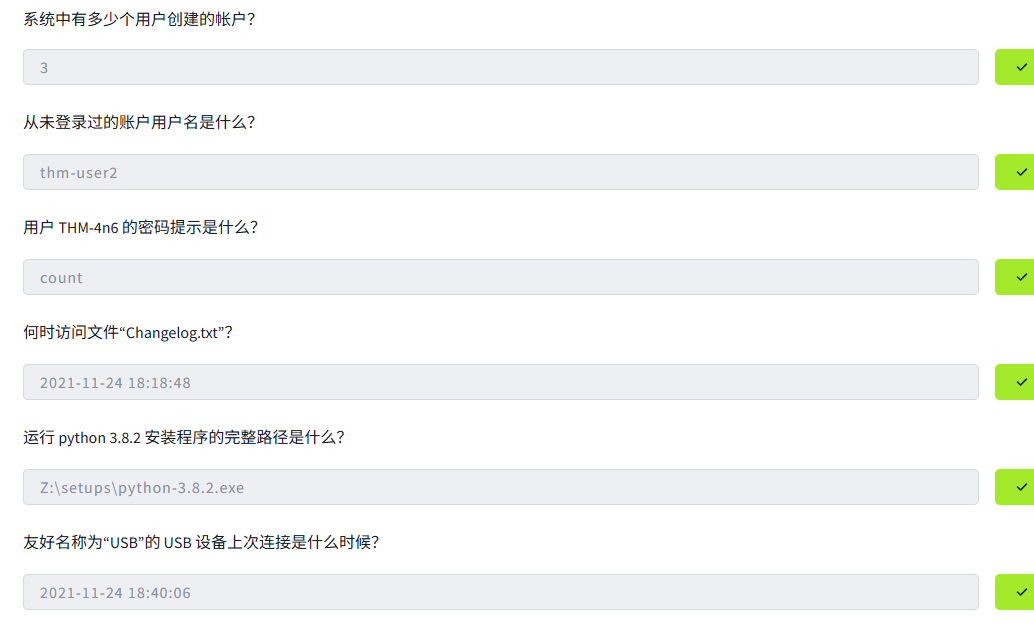 系统中有多少个用户创建的帐户？
3
从未登录过的账户用户名是什么？
thm-user2
用户 THM-4n6 的密码提示是什么？
count
何时访问文件“Changelog.txt”？
2021-11-24 18:18:48
运行 python 3.8.2 安装程序的完整路径是什么？
Z:\setups\python-3.8.2.exe
友好名称为“USB”的 USB 设备上次连接是什么时候？
2021-11-24 18:40:06